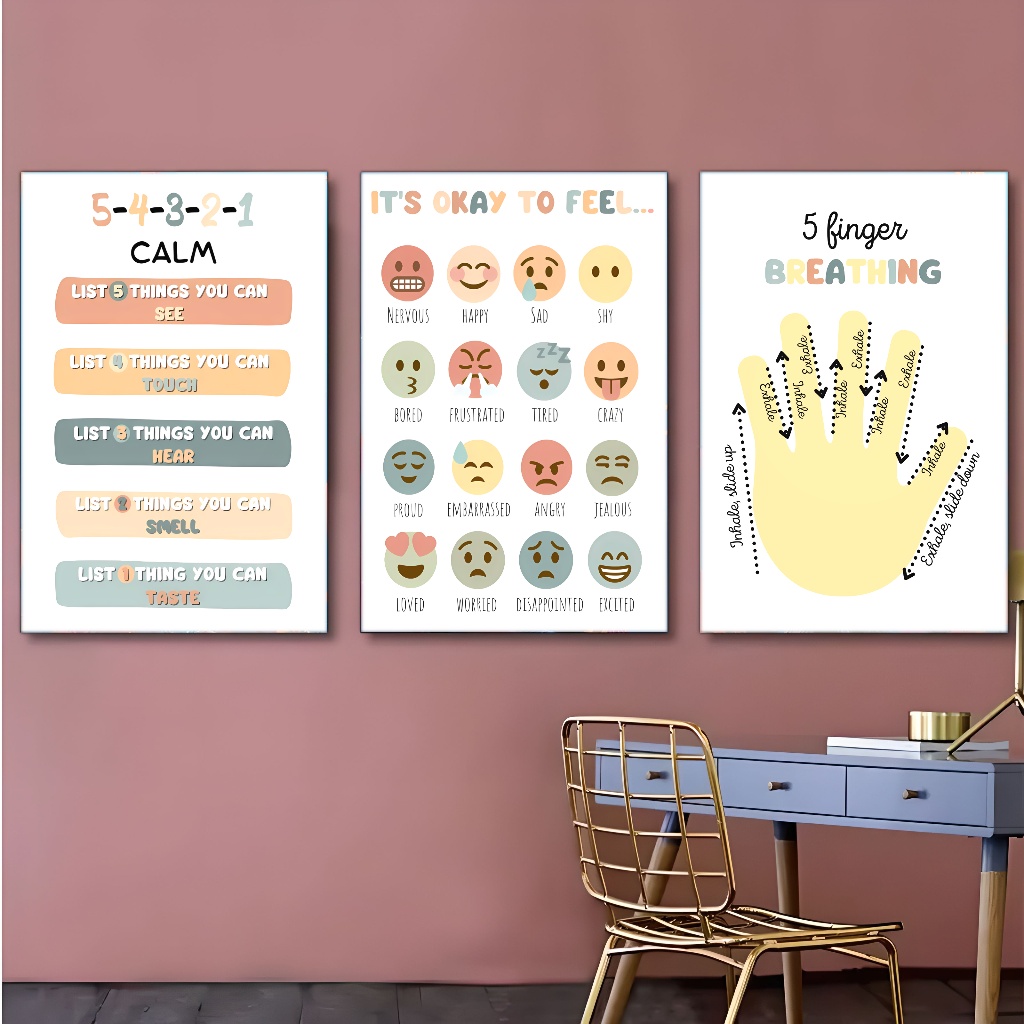 5-4-3-2-1
CALM
LIST 5 THINGS YOU CAN
SEE
LIST 4 THINGS YOU CAN
TOUCH
LIST 3 THINGS YOU CAN
HEAR
LIST 2 THINGS YOU CAN
SMELL
LIST 1 THING YOU CAN
TASTE
IT'S OKAY TO FEEL...
NERVOUS HAPPY SAD SHY
zzZ
BORED FRUSTRATED TIRED CRAZY
PROUD EMBARRASSED ANGRY JEALOUS
LOVED WORRIED DISAPPOINTED EXCITED
5 finger
BREATHING
Inhale, slide up
Exhale
Inhale
Exhale
Inhale
Exhale
Inhale
Exhale
Inhale
Exhale, slide down